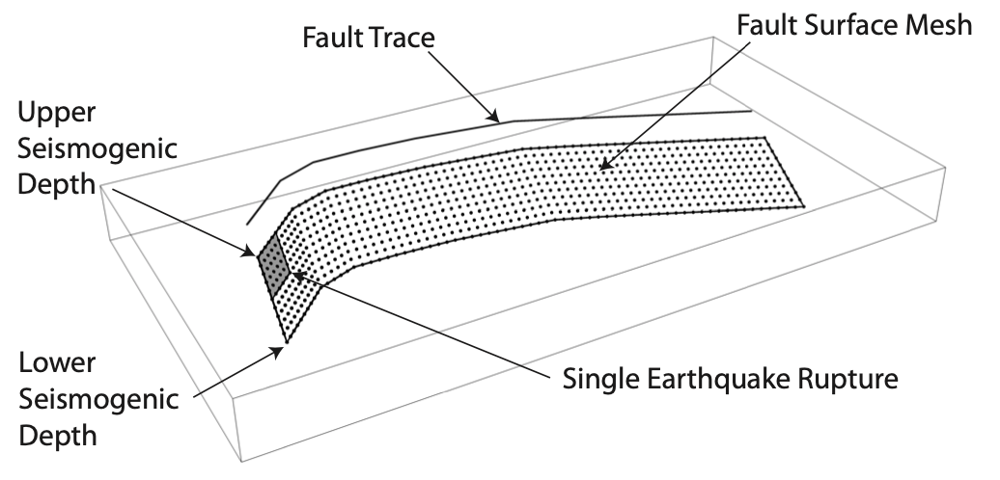 Fault Trace
Fault Surface Mesh
Upper
Seismogenic
Depth
Lower
Seismogenic
Depth
Single Earthquake Rupture